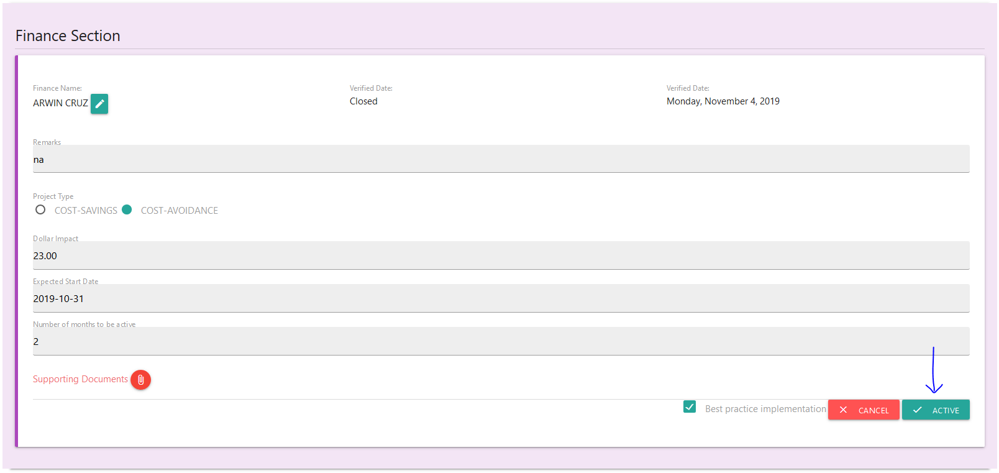 Finance Section
Finance Name:
ARWIN CRUZ
Verified Date:
Closed
Verified Date:
Monday, November 4, 2019
Remarks
na
Project Type
COST-SAVINGS COST-AVOIDANCE
Dollar Impact
23.00
Expected Start Date
2019-10-31
Number of months to be active
2
Supporting Documents
Best practice implementation CANCEL ACTIVE